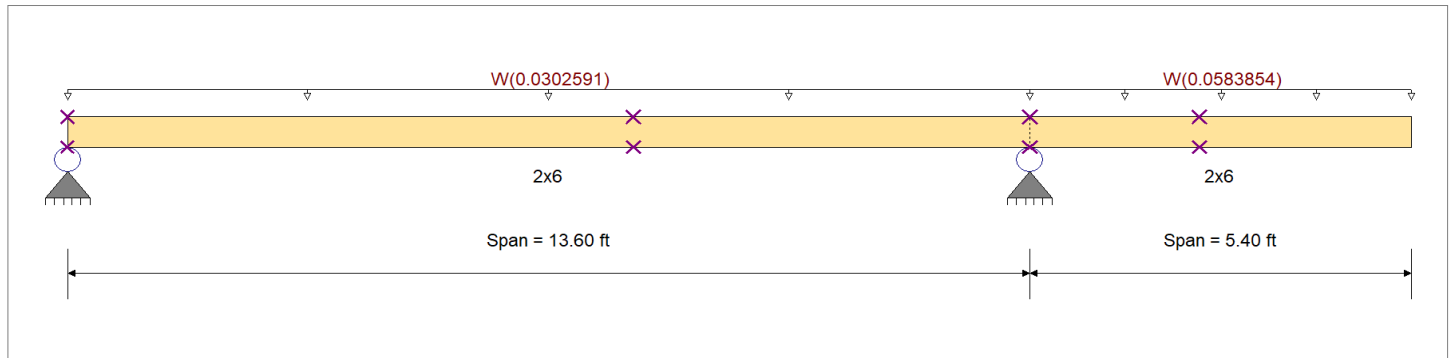 W(0.0302591)
W(0.0583854)
2x6
2x6
Span = 13.60 ft
Span = 5.40 ft